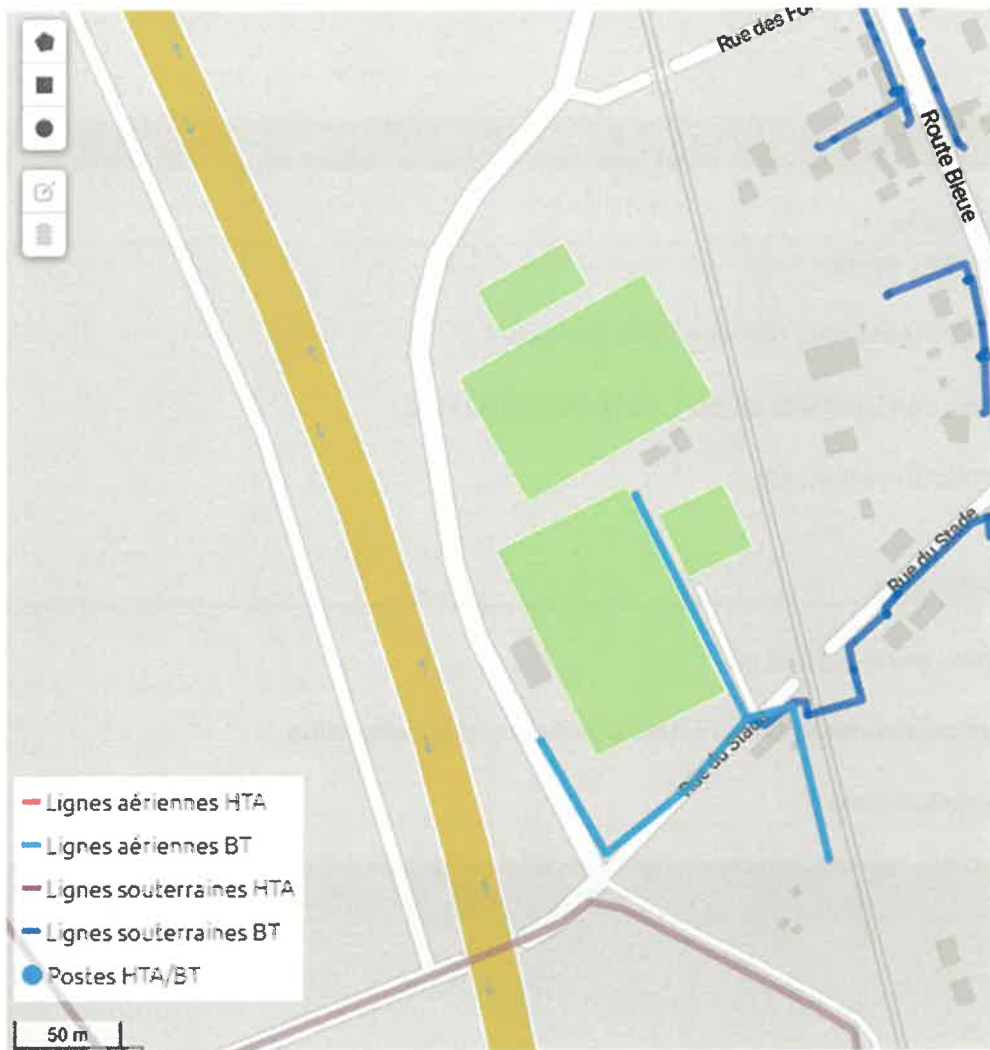 Rue des
Route Bleue
Rue du Stade
Rue du Stade
Lignes aériennes HTA
Lignes aériennes BT
Lignes souterraines HTA
Lignes souterraines BT
Postes HTA/BT
50 m